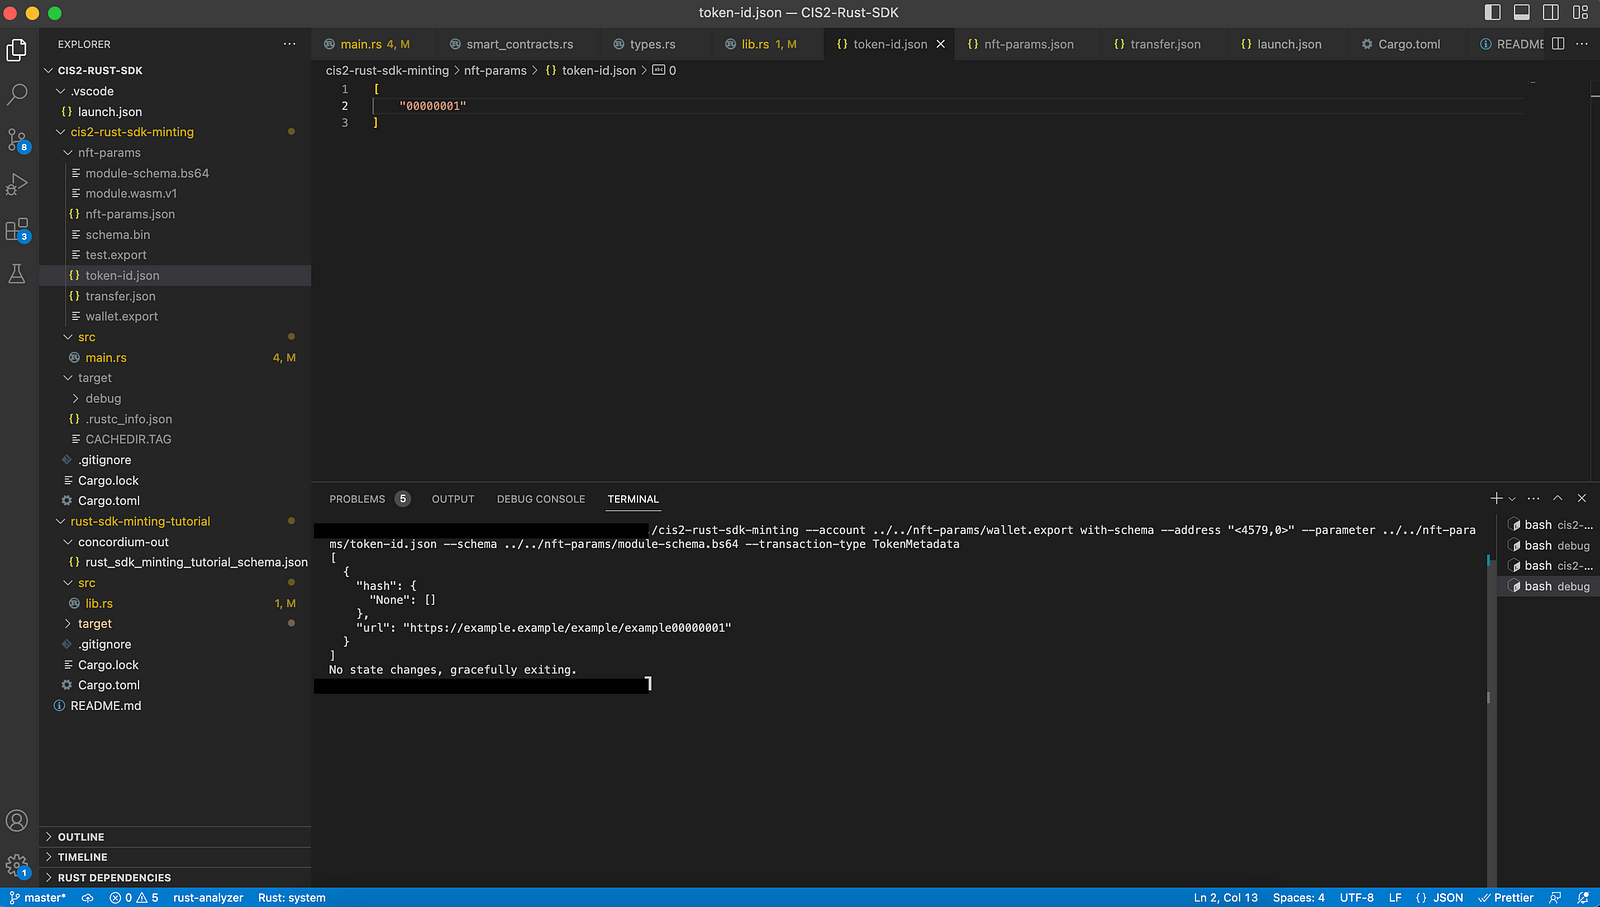 token-id.json — CIS2-Rust-SDK
EXPLORER
CIS2-RUST-SDK
.vscode
{} launch.json
cis2-rust-sdk-minting
nft-params
module-schema.bs64
module.wasm.v1
{} nft-params.json
schema.bin
test.export
{} token-id.json
{} transfer.json
wallet.export
src
main.rs 4, M
target
debug
{} .rustc_info.json
CACHEDIR.TAG
.gitignore
Cargo.lock
Cargo.toml
rust-sdk-minting-tutorial
concordium-out
{} rust_sdk_minting_tutorial_schema.json
src
lib.rs 1, M
target
.gitignore
Cargo.lock
Cargo.toml
README.md
OUTLINE
TIMELINE
RUST DEPENDENCIES
8
3
1
main.rs 4, M
smart_contracts.rs
types.rs
lib.rs 1, M
{} token-id.json
{} nft-params.json
{} transfer.json
{} launch.json
Cargo.toml
README
cis2-rust-sdk-minting > nft-params > {} token-id.json > abc 0
1 [
2 "00000001"
3 ]
PROBLEMS 5 OUTPUT DEBUG CONSOLE TERMINAL
/cis2-rust-sdk-minting --account ../../nft-params/wallet.export with-schema --address "<4579,0>" --parameter ../../nft-para
ms/token-id.json --schema ../../nft-params/module-schema.bs64 --transaction-type TokenMetadata
[
{
"hash": {
"None": []
},
"url": "https://example.example/example/example00000001"
}
]
No state changes, gracefully exiting.
bash cis2-...
bash debug
bash cis2-...
bash debug
master* 0 5 rust-analyzer Rust: system Ln 2, Col 13 Spaces: 4 UTF-8 LF {} JSON Prettier